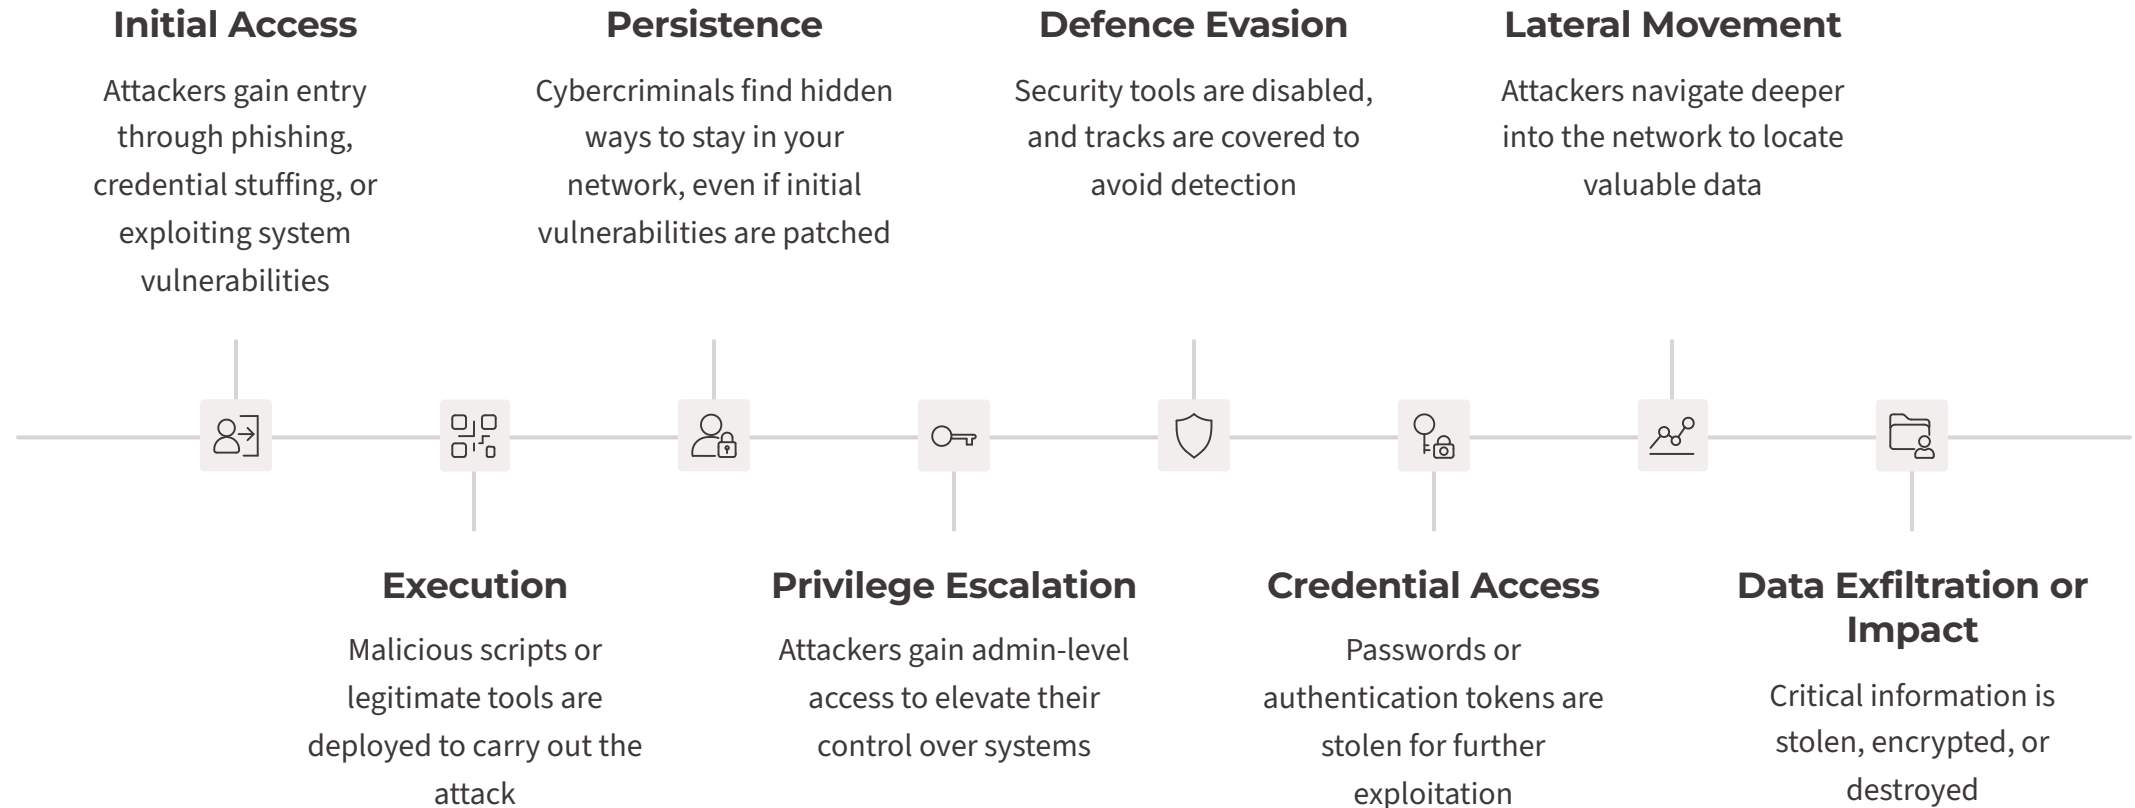 Initial Access
Attackers gain entry
through phishing,
credential stuffing, or
exploiting system
vulnerabilities
Execution
Malicious scripts or
legitimate tools are
deployed to carry out the
attack
Persistence
Cybercriminals find hidden
ways to stay in your
network, even if initial
vulnerabilities are patched
Privilege Escalation
Attackers gain admin-level
access to elevate their
control over systems
Defence Evasion
Security tools are disabled,
and tracks are covered to
avoid detection
Credential Access
Passwords or
authentication tokens are
stolen for further
exploitation
Lateral Movement
Attackers navigate deeper
into the network to locate
valuable data
Data Exfiltration or
Impact
Critical information is
stolen, encrypted, or
destroyed